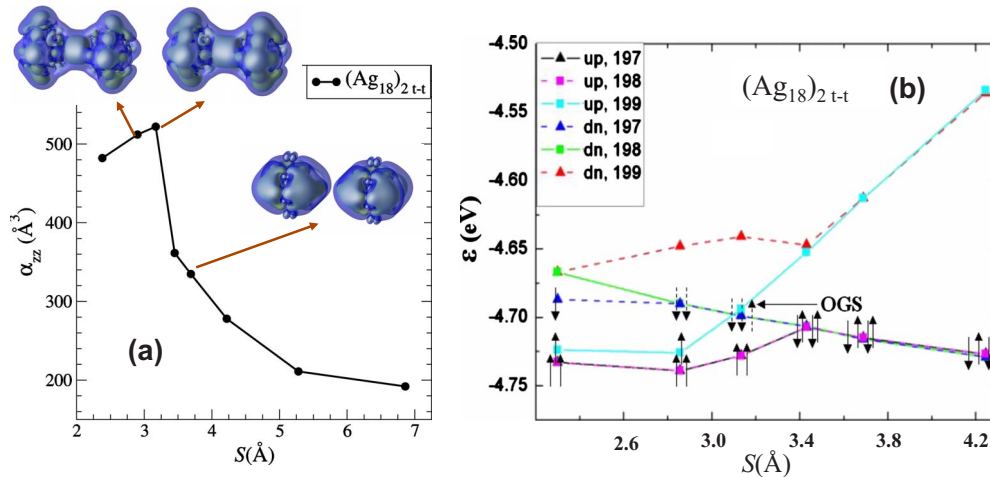 (Ag18)2 t-t
500
400
300
200
αzz (Å3)
(a)
2 3 4 5 6 7
S(Å)
-4.50
-4.55
-4.60
-4.65
-4.70
-4.75
ε (eV)
up, 197
up, 198
up, 199
dn, 197
dn, 198
dn, 199
(Ag18)2 t-t (b)
OGS
2.6 3.0 3.4 3.8 4.2
S(Å)